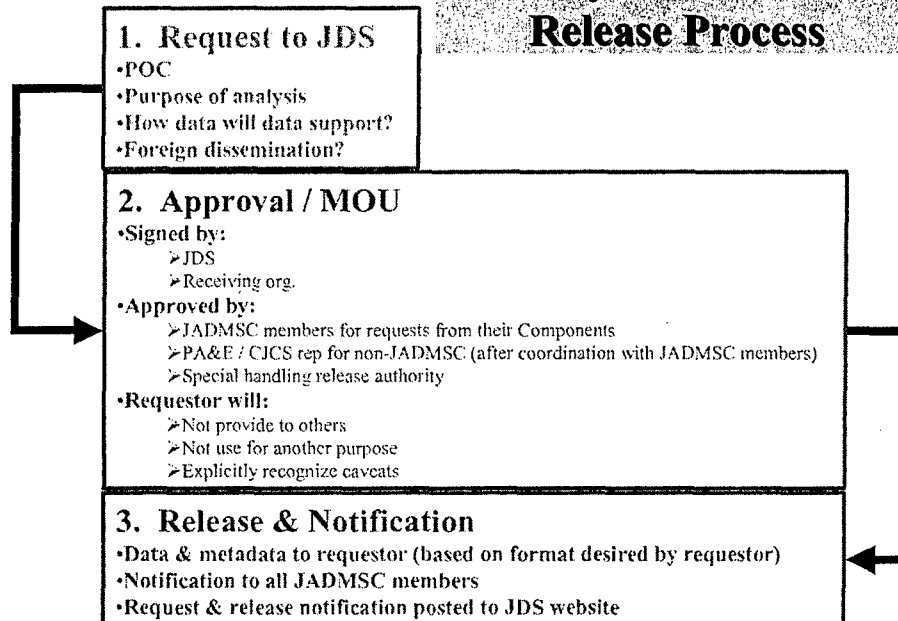 Release Process
1. Request to JDS
•POC
•Purpose of analysis
•How data will data support?
•Foreign dissemination?
2. Approval / MOU
•Signed by:
➢JDS
➢Receiving org.
•Approved by:
➢JADMSC members for requests from their Components
➢PA&E / CJCS rep for non-JADMSC (after coordination with JADMSC members)
➢Special handling release authority
•Requestor will:
➢Not provide to others
➢Not use for another purpose
➢Explicitly recognize caveats
3. Release & Notification
•Data & metadata to requestor (based on format desired by requestor)
•Notification to all JADMSC members
•Request & release notification posted to JDS website